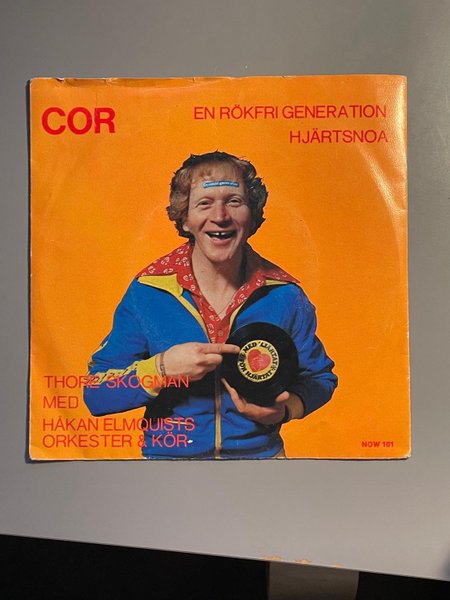 COR
EN RÖKFRI GENERATION
HJÄRTSNOA
THORE SKOGMAN
MED
HÅKAN ELMQUISTS
ORKESTER & KÖR
NOW 101